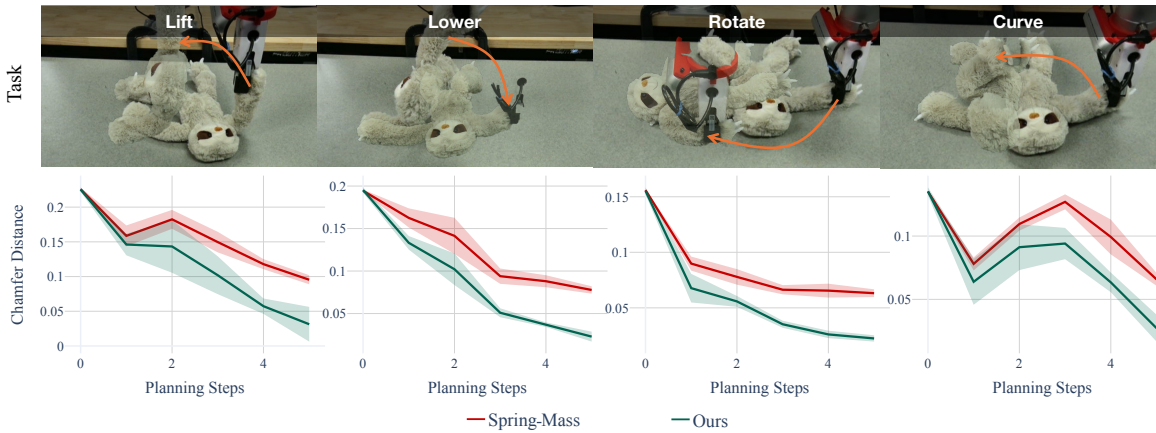 Task
Lift
Lower
Rotate
Curve
Chamfer Distance
0.2
0.15
0.1
0.05
0
0 2 4
Planning Steps
0.2
0.15
0.1
0.05
0 2 4
Planning Steps
0.15
0.1
0.05
0 2 4
Planning Steps
0.1
0.05
0 2 4
Planning Steps
Spring-Mass
Ours